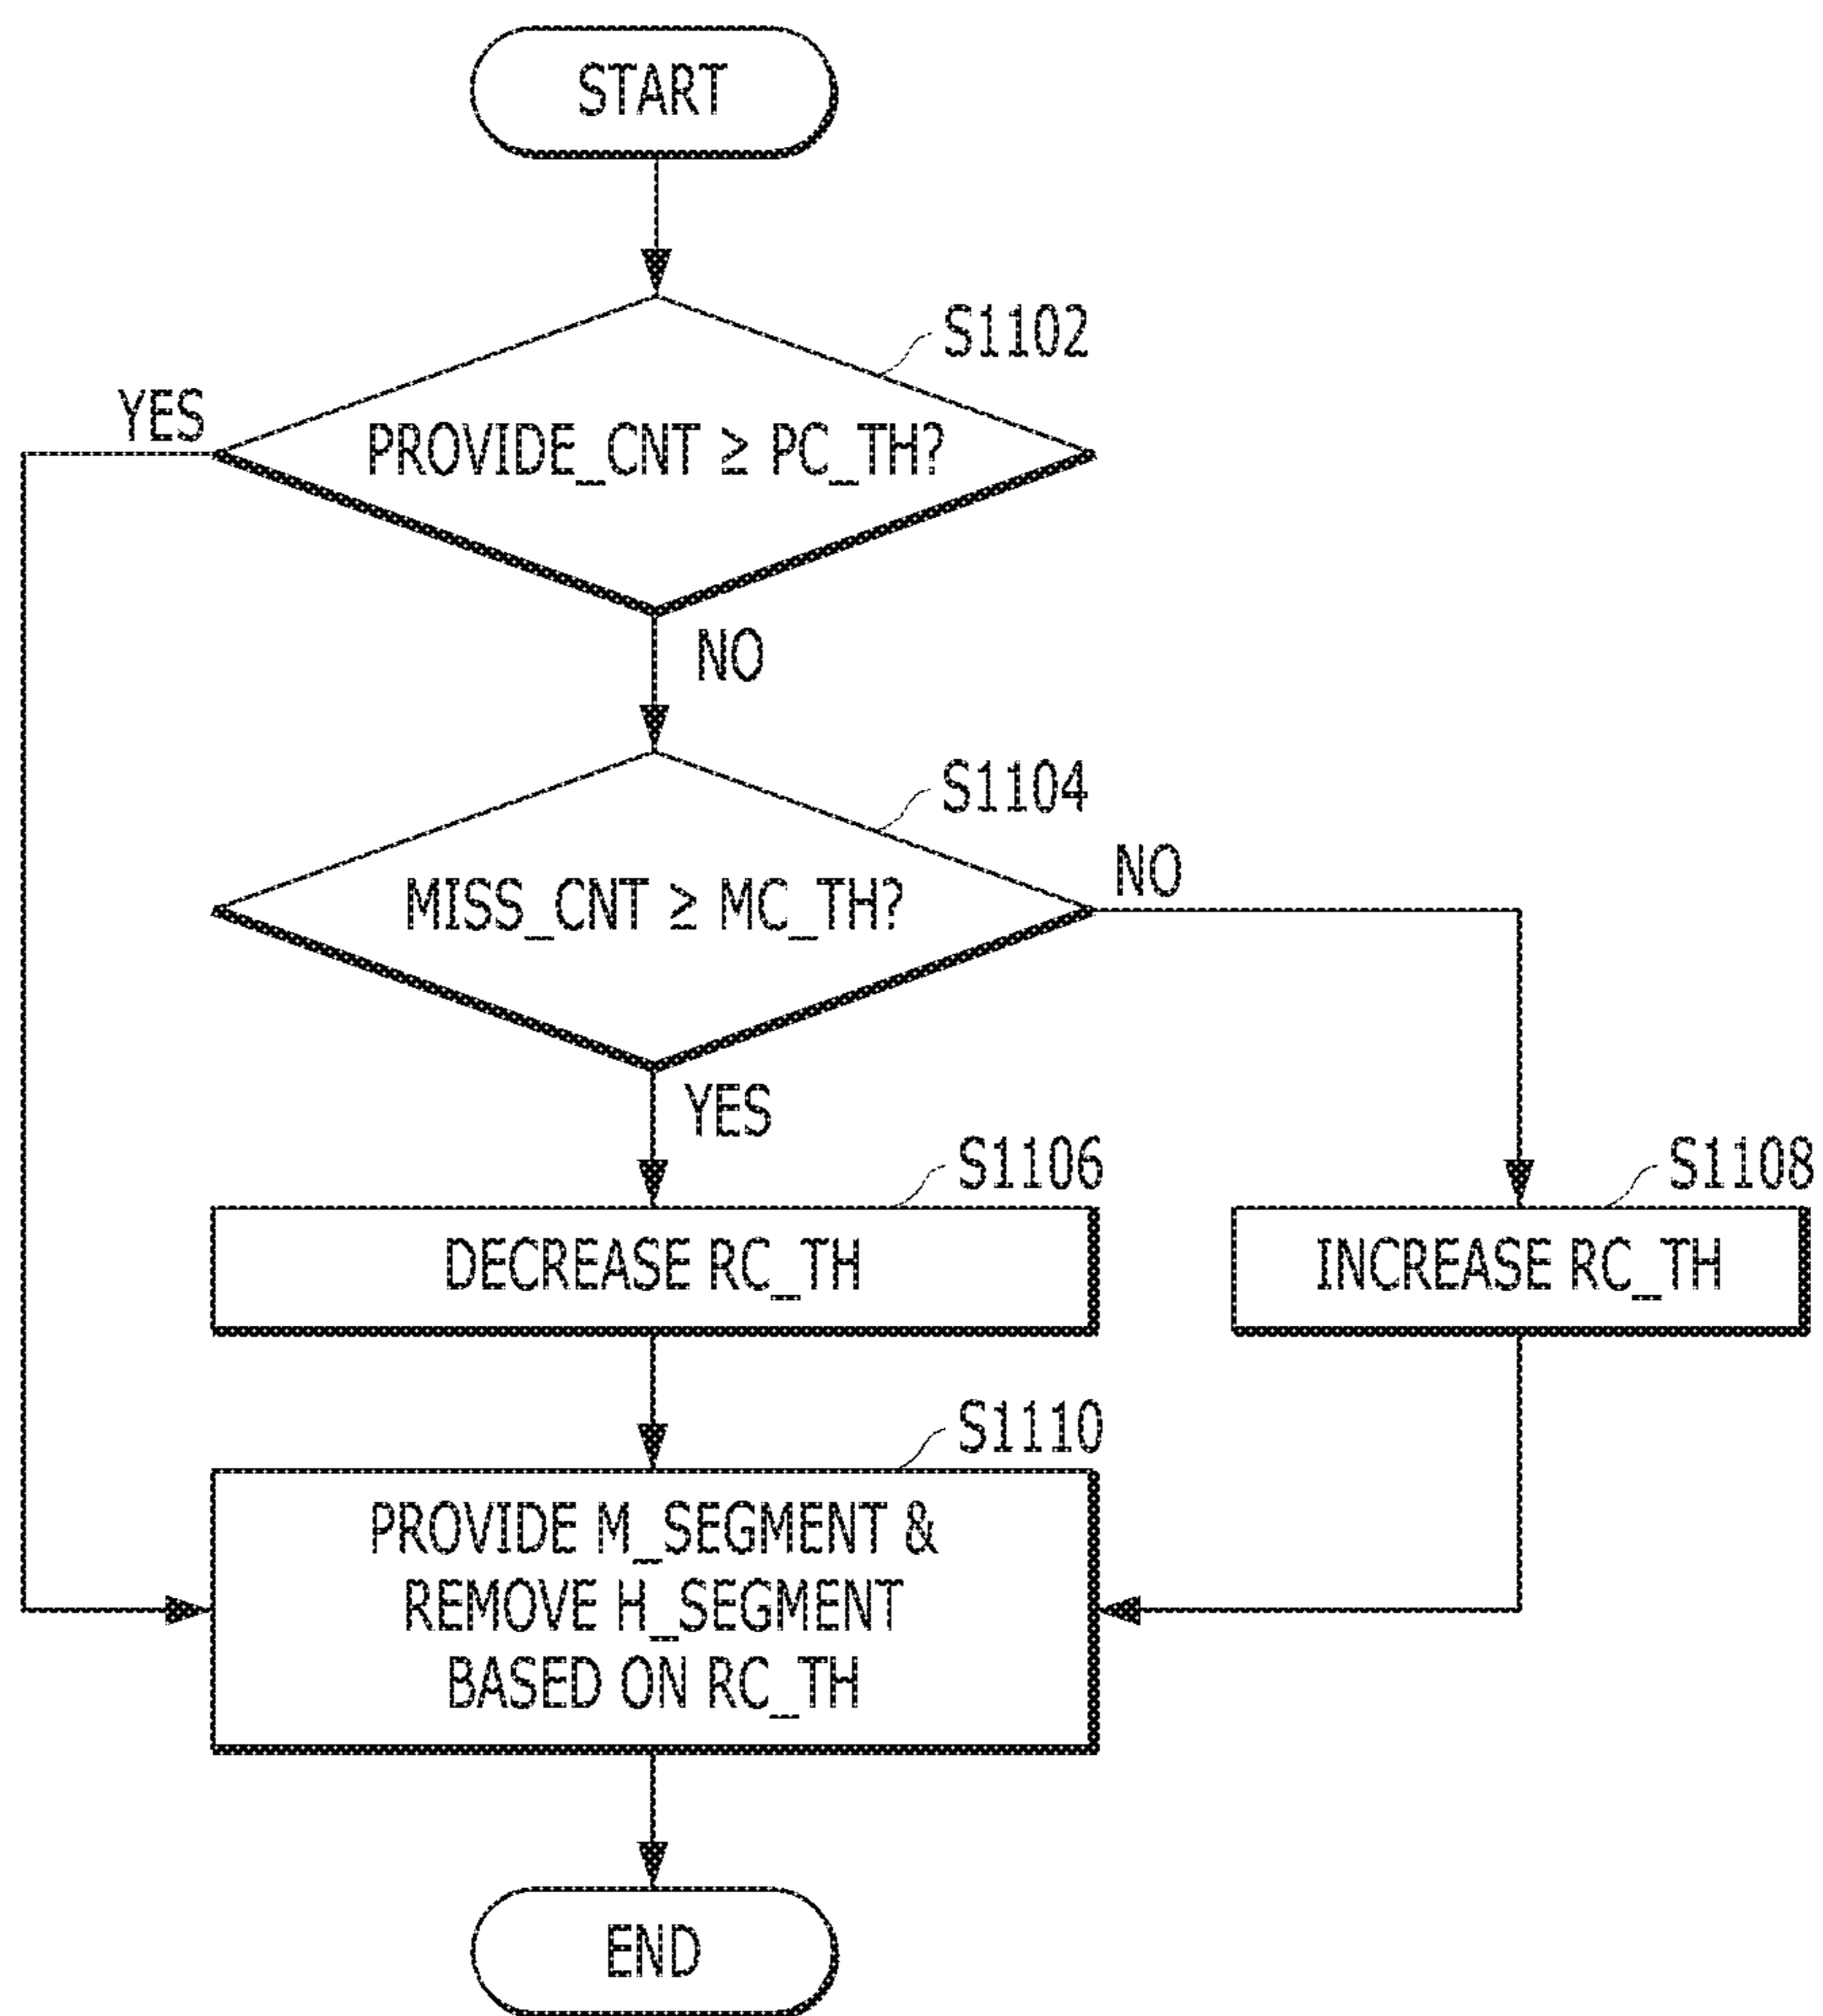 START
S1102
YES
PROVIDE_CNT ≥ PC_TH?
NO
S1104
MISS_CNT ≥ MC_TH?
NO
YES
S1106
S1108
DECREASE RC_TH
INCREASE RC_TH
S1110
PROVIDE M_SEGMENT &
REMOVE H_SEGMENT
BASED ON RC_TH
END